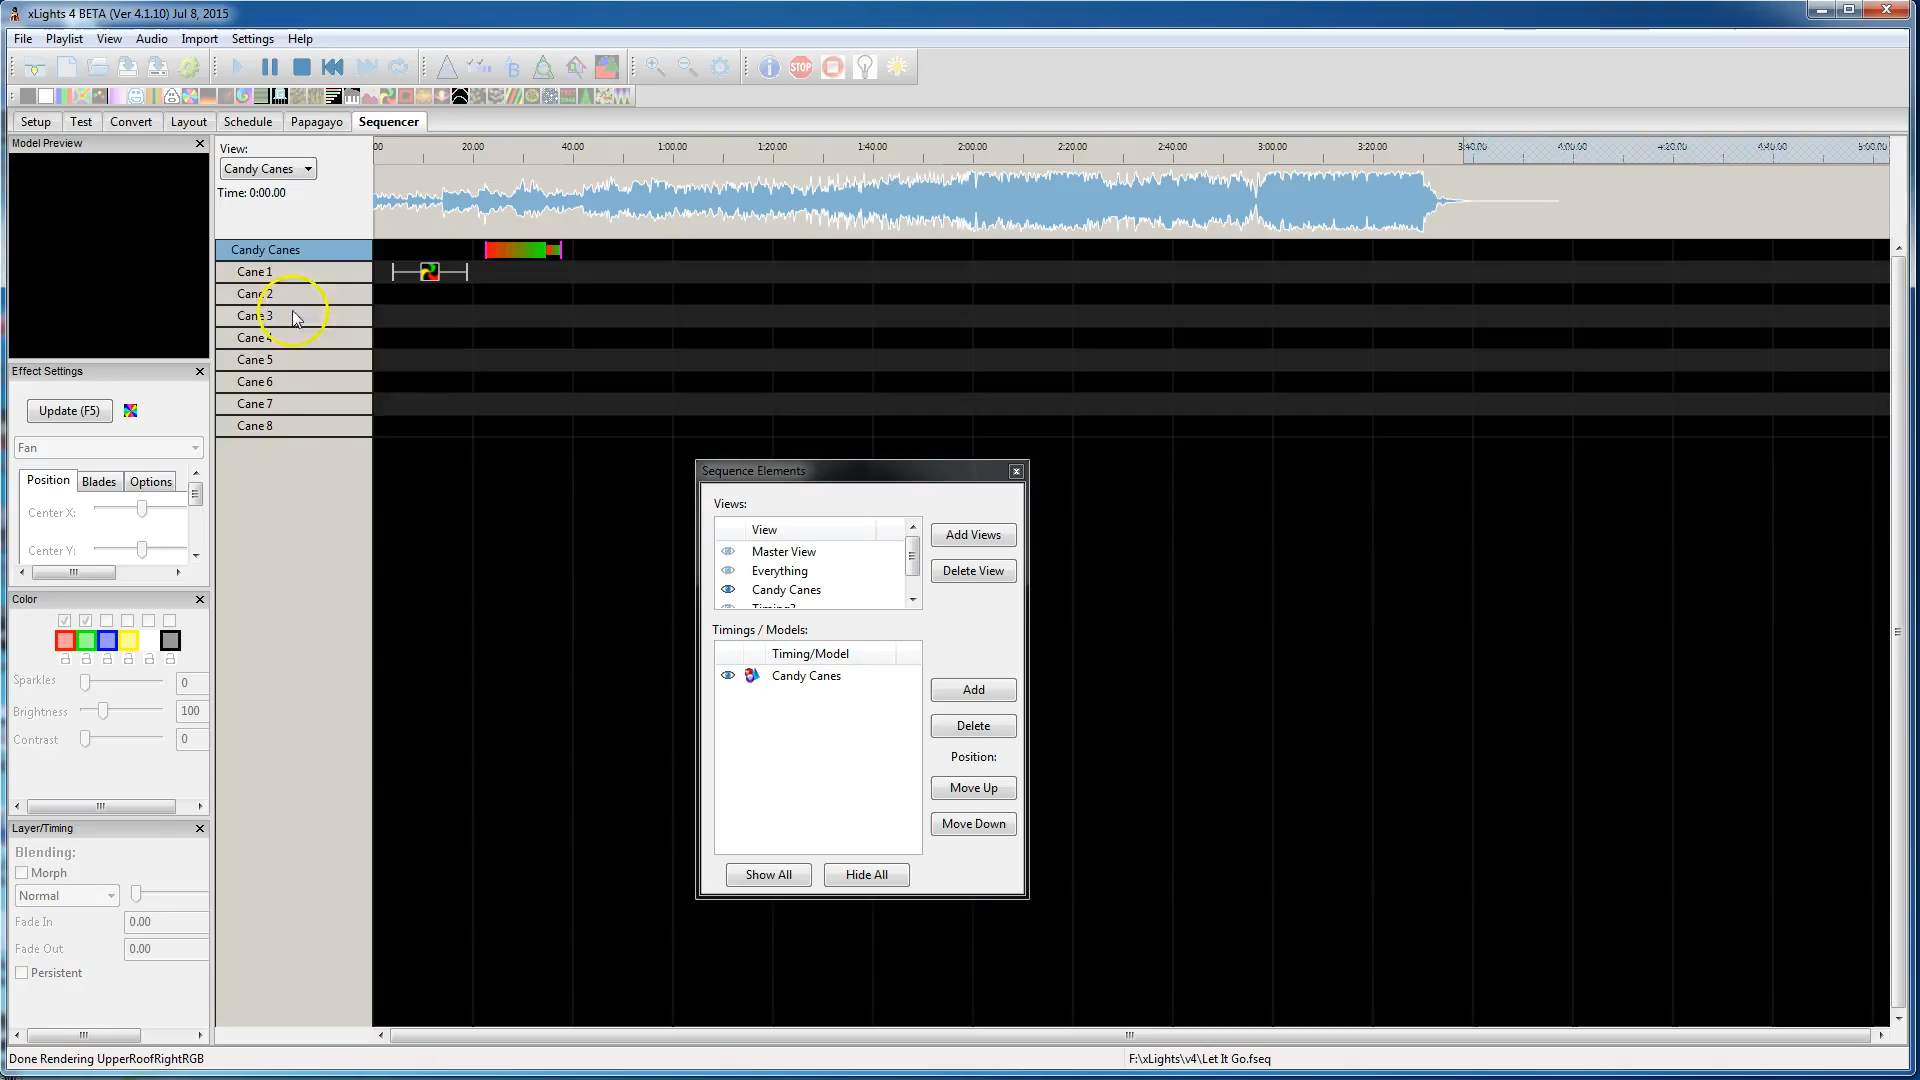 xLights 4 BETA (Ver 4.1.10) Jul 8, 2015
File Playlist View Audio Import Settings Help
Setup Test Convert Layout Schedule Papagayo Sequencer
Model Preview
View:
Candy Canes
Time: 0:00.00
00 20.00 40.00 1:00.00 1:20.00 1:40.00 2:00.00 2:20.00 2:40.00 3:00.00 3:20.00 3:40.00 4:00.00 4:20.00 4:40.00 5:00.00
Candy Canes
Cane 1
Cane 2
Cane 3
Cane 4
Cane 5
Cane 6
Cane 7
Cane 8
Effect Settings
Update (F5)
Fan
Position Blades Options
Center X:
Center Y:
Color
Sparkles 0
Brightness 100
Contrast 0
Layer/Timing
Blending:
Morph
Normal
Fade In 0.00
Fade Out 0.00
Persistent
Sequence Elements
Views:
View
Master View
Everything
Candy Canes
Add Views
Delete View
Timings / Models:
Timing/Model
Candy Canes
Add
Delete
Position:
Move Up
Move Down
Show All Hide All
Done Rendering UpperRoofRightRGB
F:\xLights\v4\Let It Go.fseq